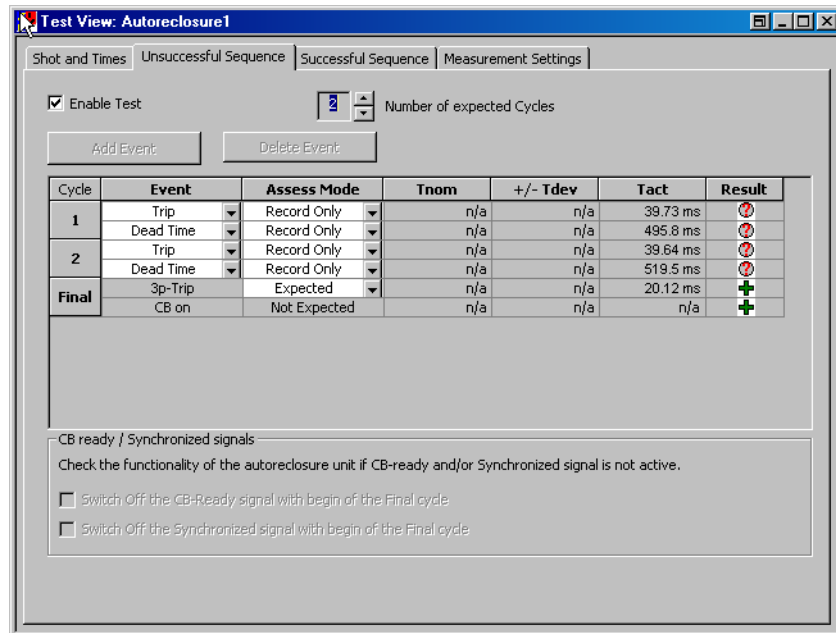 Test View: Autoreclosure1
Shot and Times Unsuccessful Sequence Successful Sequence Measurement Settings
Enable Test 2 Number of expected Cycles
Add Event Delete Event
Cycle Event Assess Mode Tnom +/- Tdev Tact Result
1 Trip Record Only n/a n/a 39.73 ms ?
Dead Time Record Only n/a n/a 495.8 ms ?
2 Trip Record Only n/a n/a 39.64 ms ?
Dead Time Record Only n/a n/a 519.5 ms ?
Final 3p-Trip Expected n/a n/a 20.12 ms
CB on Not Expected n/a n/a n/a
CB ready / Synchronized signals
Check the functionality of the autoreclosure unit if CB-ready and/or Synchronized signal is not active.
Switch Off the CB-Ready signal with begin of the Final cycle
Switch Off the Synchronized signal with begin of the Final cycle